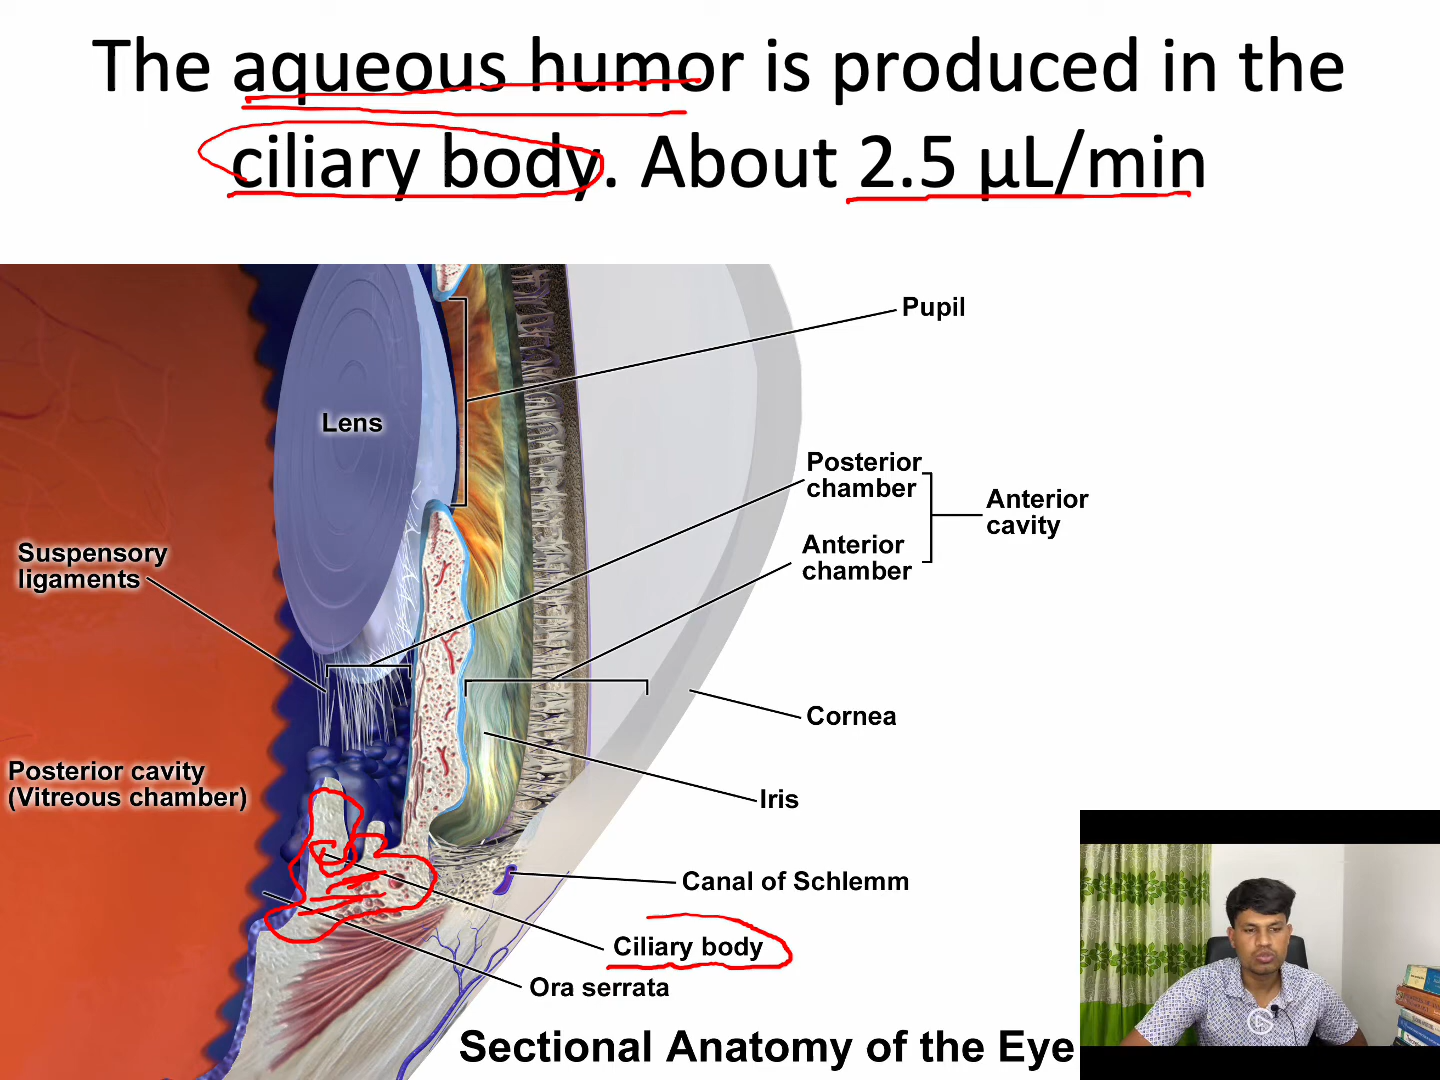 The aqueous humor is produced in the
ciliary body. About 2.5 µL/min
Pupil
Lens
Posterior
chamber
Anterior
cavity
Anterior
chamber
Suspensory
ligaments
Cornea
Posterior cavity
(Vitreous chamber)
Iris
Canal of Schlemm
Ciliary body
Ora serrata
Sectional Anatomy of the Eye